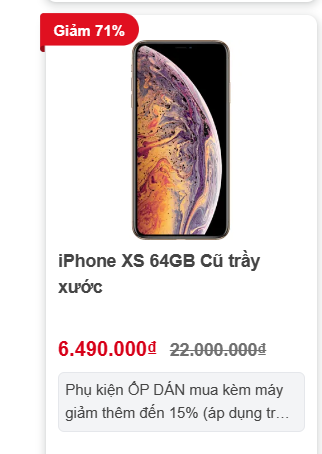 Giảm 71%
iPhone XS 64GB Cũ trầy
xước
6.490.000₫ 22.000.000₫
Phụ kiện ỐP DÁN mua kèm máy
giảm thêm đến 15% (áp dụng tr…